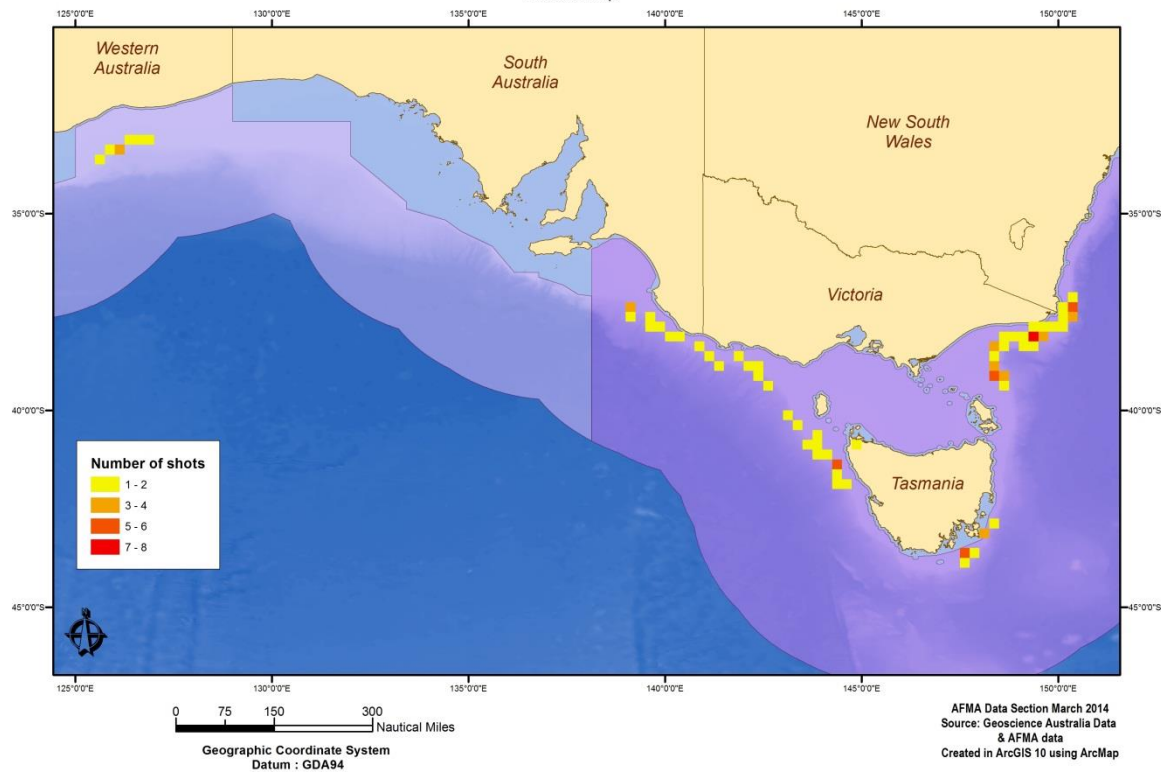 125°0'0"E 130°0'0"E 135°0'0"E 140°0'0"E 145°0'0"E 150°0'0"E
Western
Australia
South
Australia
New South
Wales
35°0'0"S 35°0'0"S
Victoria
40°0'0"S 40°0'0"S
Number of shots
1 - 2
3 - 4
5 - 6
7 - 8
Tasmania
45°0'0"S 45°0'0"S
125°0'0"E 130°0'0"E 135°0'0"E 140°0'0"E 145°0'0"E 150°0'0"E
0 75 150 300
Nautical Miles
Geographic Coordinate System
Datum : GDA94
AFMA Data Section March 2014
Source: Geoscience Australia Data
& AFMA data
Created in ArcGIS 10 using ArcMap